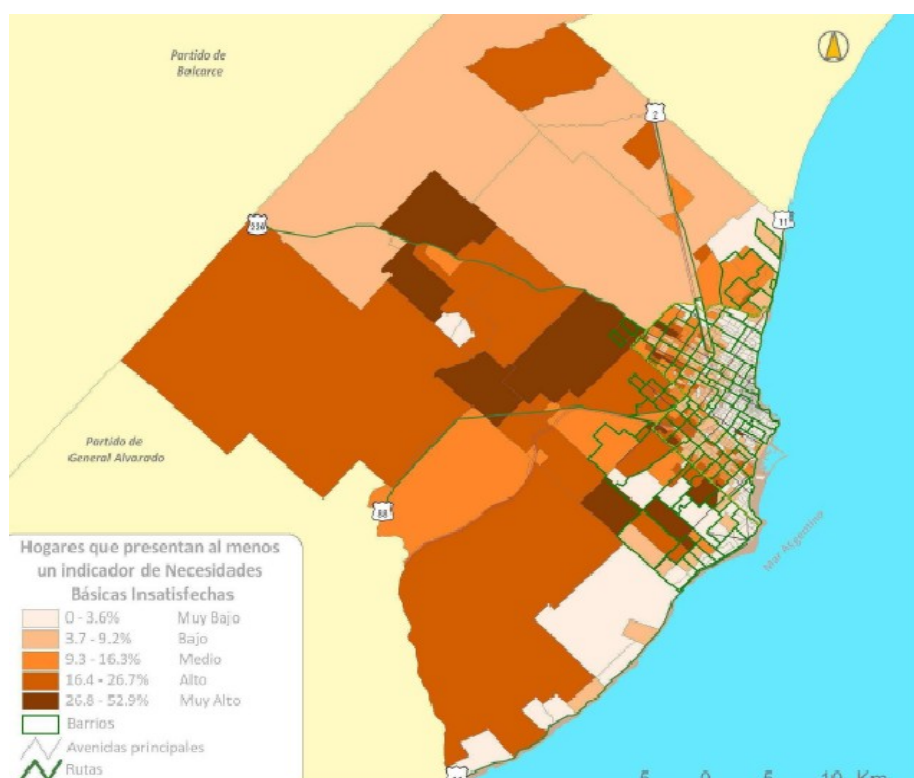 Partido de
Balcarce
2
11
226
Partido de
General Alvarado
88
Mar Argentino
Hogares que presentan al menos
un indicador de Necesidades
Básicas Insatisfechas
0 - 3.6% Muy Bajo
3.7 - 9.2% Bajo
9.3 - 16.3% Medio
16.4 - 26.7% Alto
26.8 - 52.9% Muy Alto
Barrios
Avenidas principales
Rutas
5 0 5 10 Km